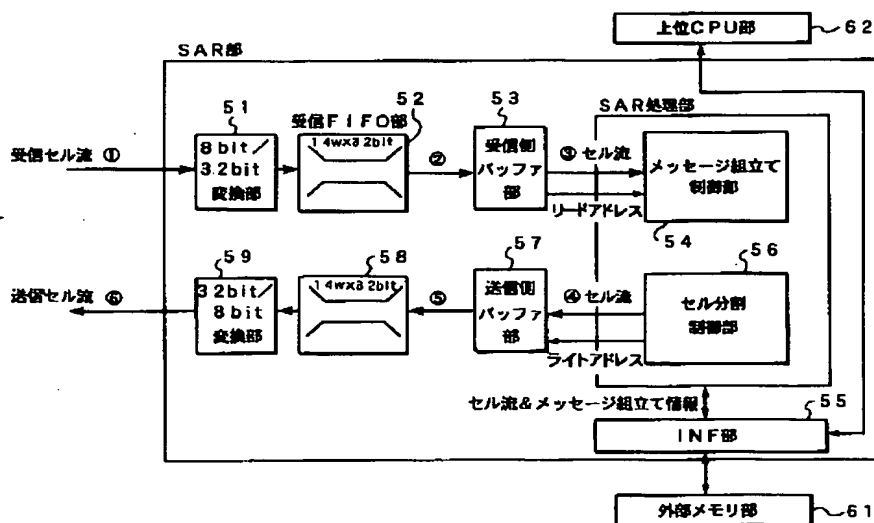 上位CPU部
62
SAR部
51
受信FIFO部
52
53
SAR処理部
受信セル流 ①
8bit/
3.2bit
変換部
14w×32bit
②
受信側
バッファ
部
③セル流
リードアドレス
メッセージ組立て
制御部
54
59
58
57
56
送信セル流 ⑥
32bit/
8bit
変換部
14w×32bit
⑤
送信側
バッファ
部
④セル流
ライトアドレス
セル分割
制御部
セル流&メッセージ組立て情報
55
INF部
外部メモリ部
61